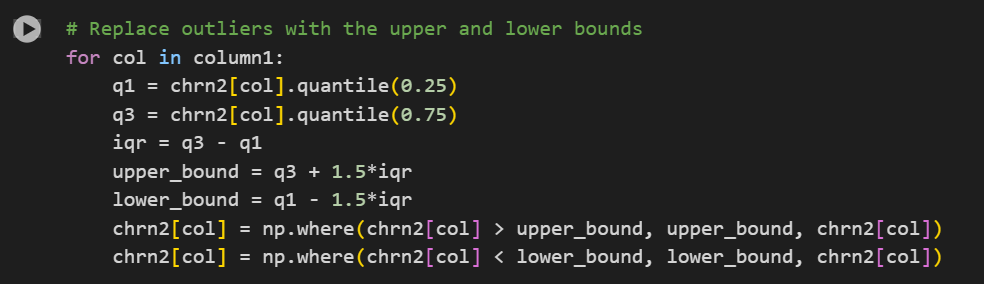 # Replace outliers with the upper and lower bounds
for col in column1:
    q1 = chrn2[col].quantile(0.25)
    q3 = chrn2[col].quantile(0.75)
    iqr = q3 - q1
    upper_bound = q3 + 1.5*iqr
    lower_bound = q1 - 1.5*iqr
    chrn2[col] = np.where(chrn2[col] > upper_bound, upper_bound, chrn2[col])
    chrn2[col] = np.where(chrn2[col] < lower_bound, lower_bound, chrn2[col])